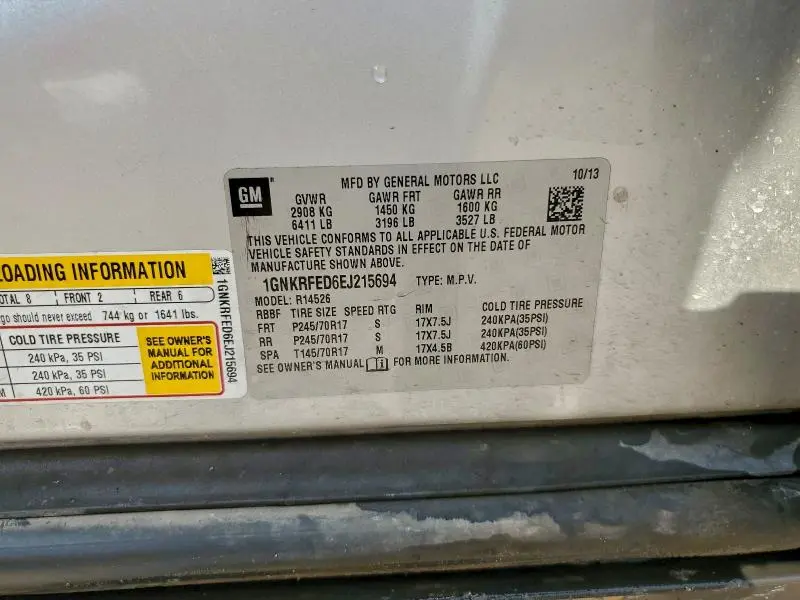 LOADING INFORMATION
TOTAL 8 FRONT 2 REAR 6
should never exceed 744 kg or 1641 lbs.
COLD TIRE PRESSURE
240 kPa, 35 PSI
240 kPa, 35 PSI
420 kPa, 60 PSI
SEE OWNER'S
MANUAL FOR
ADDITIONAL
INFORMATION
1GNKRFED6EJ215694
GM
MFD BY GENERAL MOTORS LLC 10/13
GVWR GAWR FRT GAWR RR
2908 KG 1450 KG 1600 KG
6411 LB 3196 LB 3527 LB
THIS VEHICLE CONFORMS TO ALL APPLICABLE U.S. FEDERAL MOTOR
VEHICLE SAFETY STANDARDS IN EFFECT ON THE DATE OF
MANUFACTURE SHOWN ABOVE.
1GNKRFED6EJ215694 TYPE: M.P.V.
MODEL: R14526
RBBF TIRE SIZE SPEED RTG RIM COLD TIRE PRESSURE
FRT P245/70R17 S 17X7.5J 240KPA(35PSI)
RR P245/70R17 S 17X7.5J 240KPA(35PSI)
SPA T145/70R17 M 17X4.5B 420KPA(60PSI)
SEE OWNER'S MANUAL FOR MORE INFORMATION.